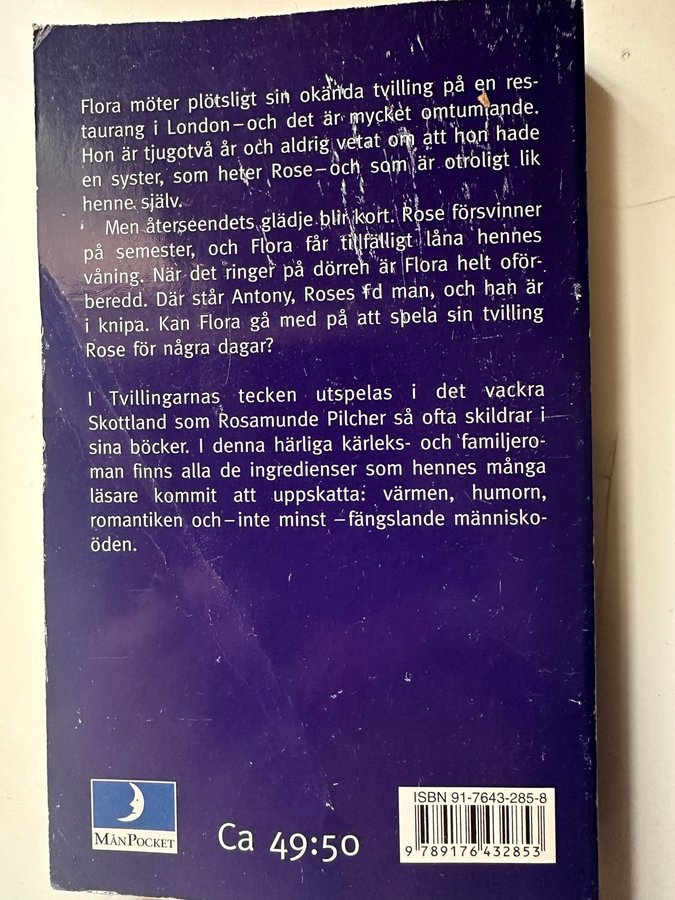 Flora möter plötsligt sin okända tvilling på en res-
taurang i London – och det är mycket omtumlande.
Hon är tjugotvå år och aldrig vetat om att hon hade
en syster, som heter Rose – och som är otroligt lik
henne själv.
Men återseendets glädje blir kort. Rose försvinner
på semester, och Flora får tillfälligt låna hennes
våning. När det ringer på dörren är Flora helt oför-
beredd. Där står Antony, Roses fd man, och han är
i knipa. Kan Flora gå med på att spela sin tvilling
Rose för några dagar?
I Tvillingarnas tecken utspelas i det vackra
Skottland som Rosamunde Pilcher så ofta skildrar i
sina böcker. I denna härliga kärleks- och familjero-
man finns alla de ingredienser som hennes många
läsare kommit att uppskatta: värmen, humorn,
romantiken och – inte minst – fängslande människo-
öden.
MÅNPOCKET
Ca 49:50
ISBN 91-7643-285-8
9 789176 432853